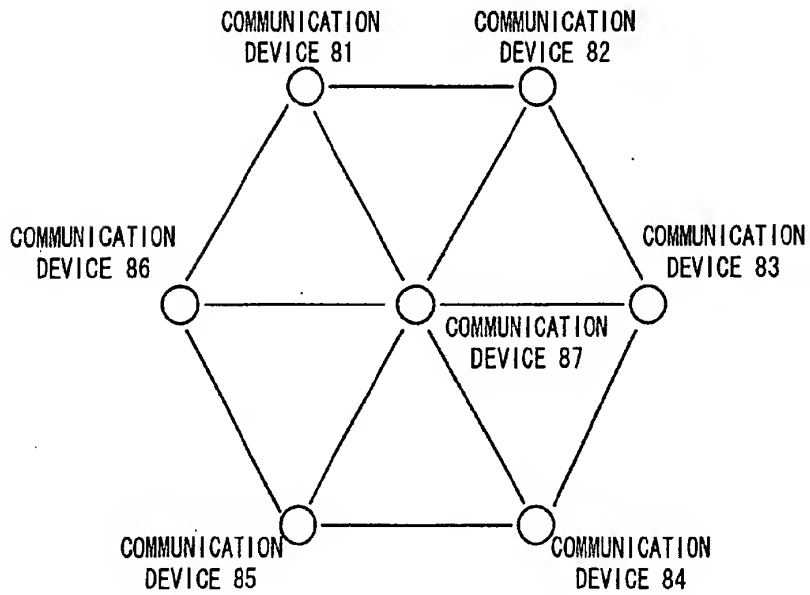 COMMUNICATION
DEVICE 81
COMMUNICATION
DEVICE 82
COMMUNICATION
DEVICE 86
COMMUNICATION
DEVICE 83
COMMUNICATION
DEVICE 87
COMMUNICATION
DEVICE 85
COMMUNICATION
DEVICE 84